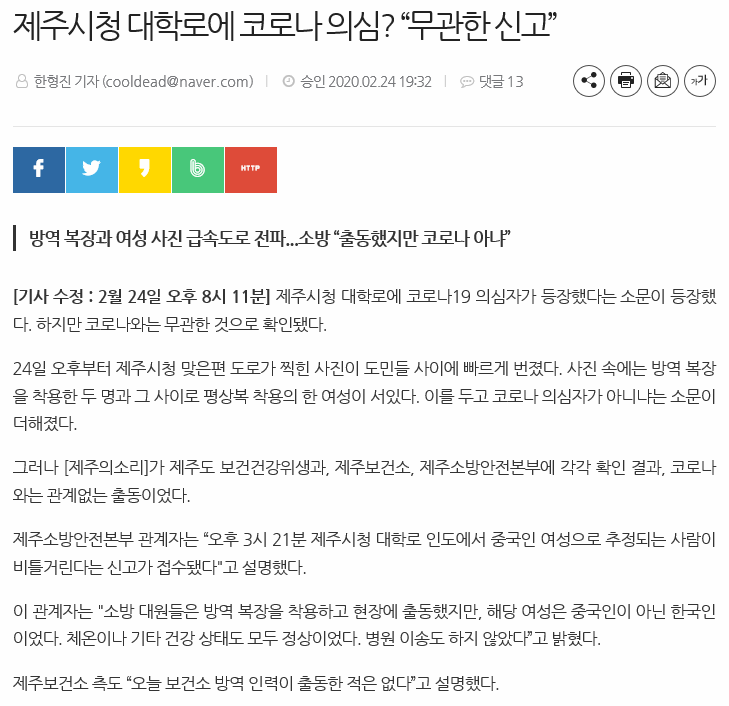 제주시청 대학로에 코로나 의심? “무관한 신고”
한형진 기자 (cooldead@naver.com) | 승인 2020.02.24 19:32 | 댓글 13
가가
HTTP
방역 복장과 여성 사진 급속도로 전파...소방 “출동했지만 코로나 아냐”
[기사 수정 : 2월 24일 오후 8시 11분] 제주시청 대학로에 코로나19 의심자가 등장했다는 소문이 등장했
다. 하지만 코로나와는 무관한 것으로 확인됐다.
24일 오후부터 제주시청 맞은편 도로가 찍힌 사진이 도민들 사이에 빠르게 번졌다. 사진 속에는 방역 복장
을 착용한 두 명과 그 사이로 평상복 착용의 한 여성이 서있다. 이를 두고 코로나 의심자가 아니냐는 소문이
더해졌다.
그러나 [제주의소리]가 제주도 보건건강위생과, 제주보건소, 제주소방안전본부에 각각 확인 결과, 코로나
와는 관계없는 출동이었다.
제주소방안전본부 관계자는 “오후 3시 21분 제주시청 대학로 인도에서 중국인 여성으로 추정되는 사람이
비틀거린다는 신고가 접수됐다"고 설명했다.
이 관계자는 "소방 대원들은 방역 복장을 착용하고 현장에 출동했지만, 해당 여성은 중국인이 아닌 한국인
이었다. 체온이나 기타 건강 상태도 모두 정상이었다. 병원 이송도 하지 않았다”고 밝혔다.
제주보건소 측도 “오늘 보건소 방역 인력이 출동한 적은 없다”고 설명했다.